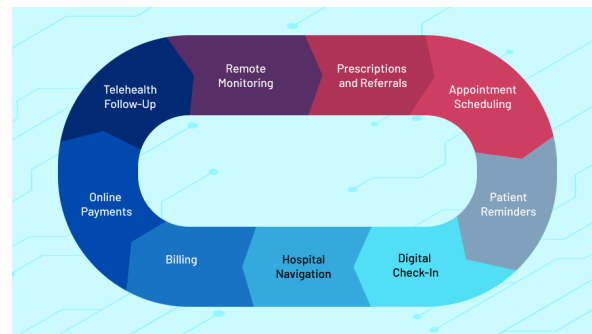 Remote
Monitoring
Prescriptions
and Referrals
Appointment
Scheduling
Patient
Reminders
Digital
Check-In
Hospital
Navigation
Billing
Online
Payments
Telehealth
Follow-Up